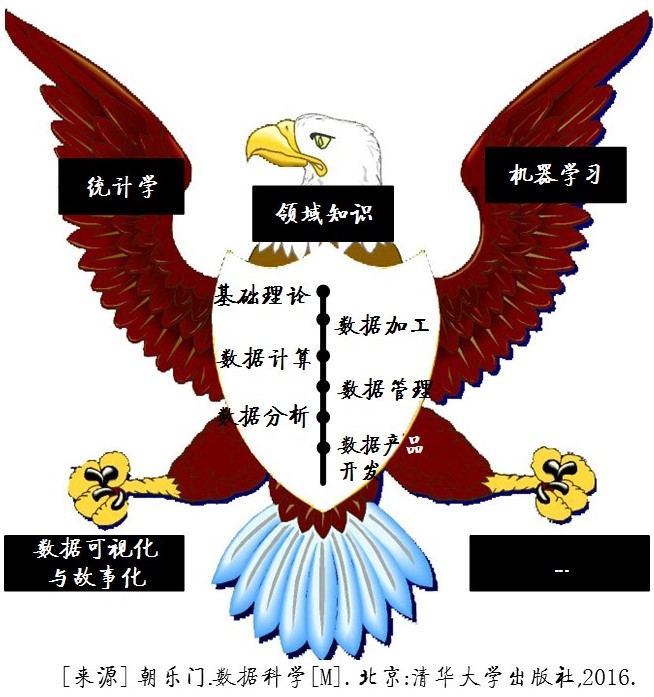 统计学
机器学习
领域知识
基础理论
数据加工
数据计算
数据管理
数据分析
数据产品
开发
数据可视化
与故事化
...
[来源] 朝乐门.数据科学[M].北京:清华大学出版社,2016.